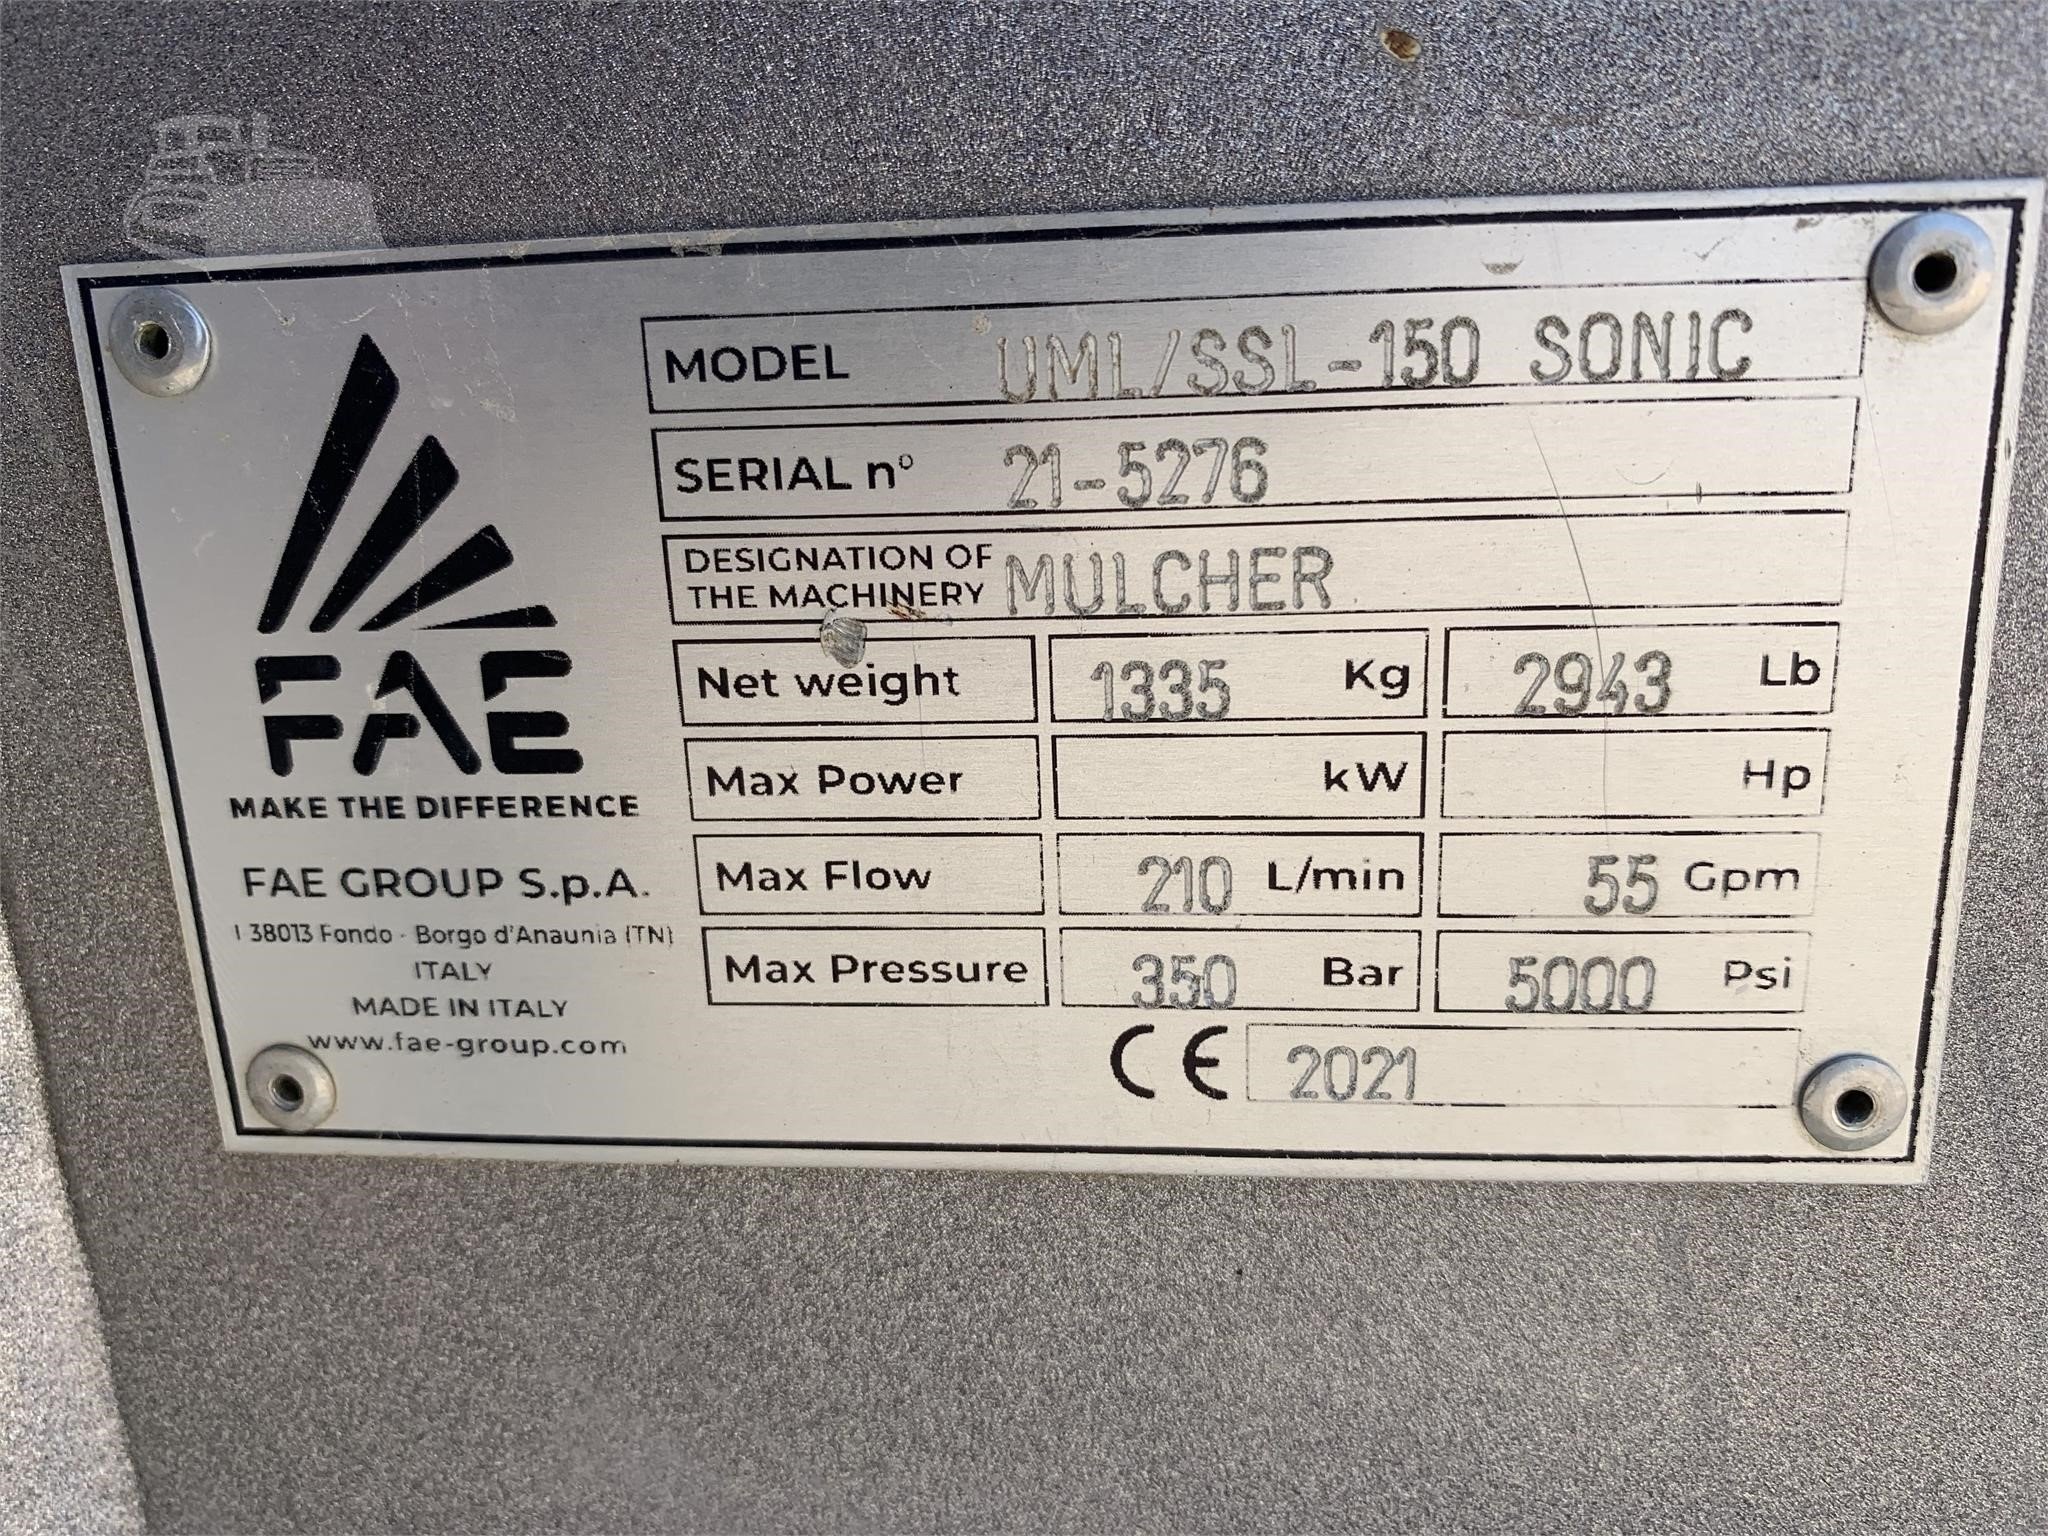 MODEL UML/SSL-150 SONIC
SERIAL nº 21-5276
DESIGNATION OF
THE MACHINERY MULCHER
Net weight 1335 Kg 2943 Lb
Max Power kW Hp
Max Flow 210 L/min 55 Gpm
Max Pressure 350 Bar 5000 Psi
CE 2021
FAE
MAKE THE DIFFERENCE
FAE GROUP S.p.A.
I 38013 Fondo - Borgo d'Anaunia (TN)
ITALY
MADE IN ITALY
www.fae-group.com
TM